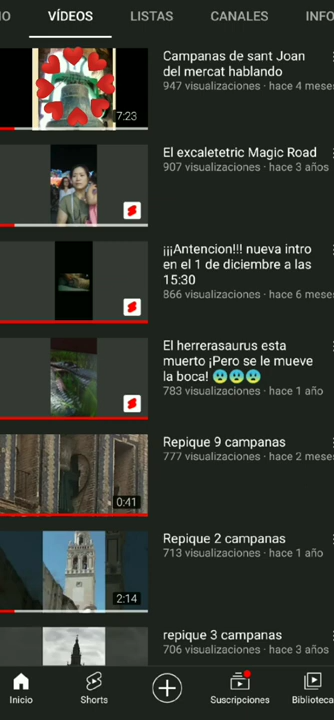 IO VÍDEOS LISTAS CANALES INFO
Campanas de sant Joan
del mercat hablando
947 visualizaciones · hace 4 meses
7:23
El excaletetric Magic Road
907 visualizaciones · hace 3 años
¡¡¡Antencion!!! nueva intro
en el 1 de diciembre a las
15:30
866 visualizaciones · hace 6 meses
El herrerasaurus esta
muerto ¡Pero se le mueve
la boca! 😰😰😰
783 visualizaciones · hace 1 año
Repique 9 campanas
777 visualizaciones · hace 2 meses
0:41
Repique 2 campanas
713 visualizaciones · hace 1 año
2:14
repique 3 campanas
706 visualizaciones · hace 3 años
Inicio Shorts Suscripciones Biblioteca